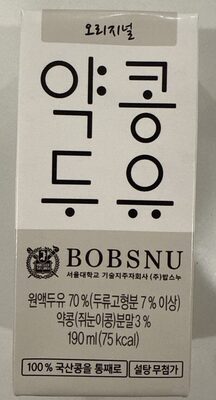 오리지널
약콩
두유
BOBSNU
서울대학교 기술지주자회사 (주)밥스누
원액두유 70%(두류고형분 7% 이상)
약콩(쥐눈이콩)분말 3%
190 ml (75 kcal)
100% 국산콩을 통째로
설탕 무첨가